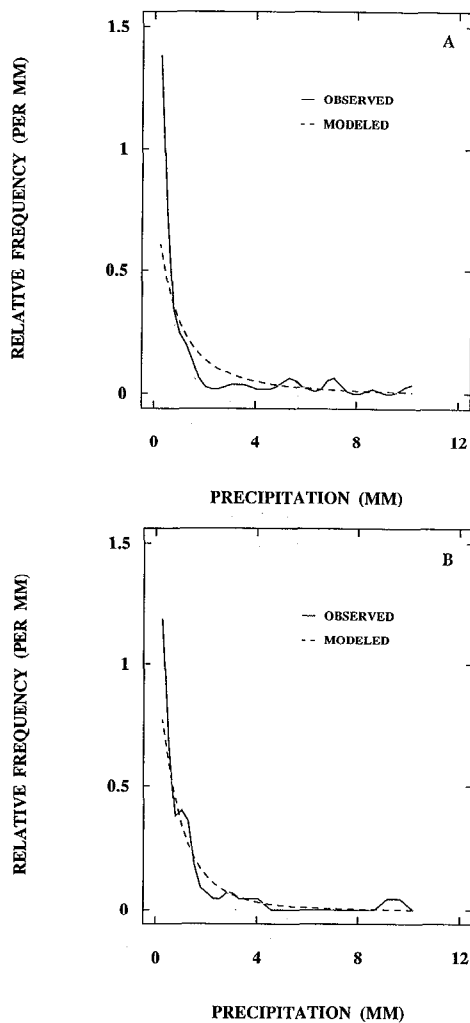 1.5
A
OBSERVED
MODELED
1
0.5
0
RELATIVE FREQUENCY (PER MM)
0 4 8 12
PRECIPITATION (MM)
1.5
B
OBSERVED
MODELED
1
0.5
0
RELATIVE FREQUENCY (PER MM)
0 4 8 12
PRECIPITATION (MM)